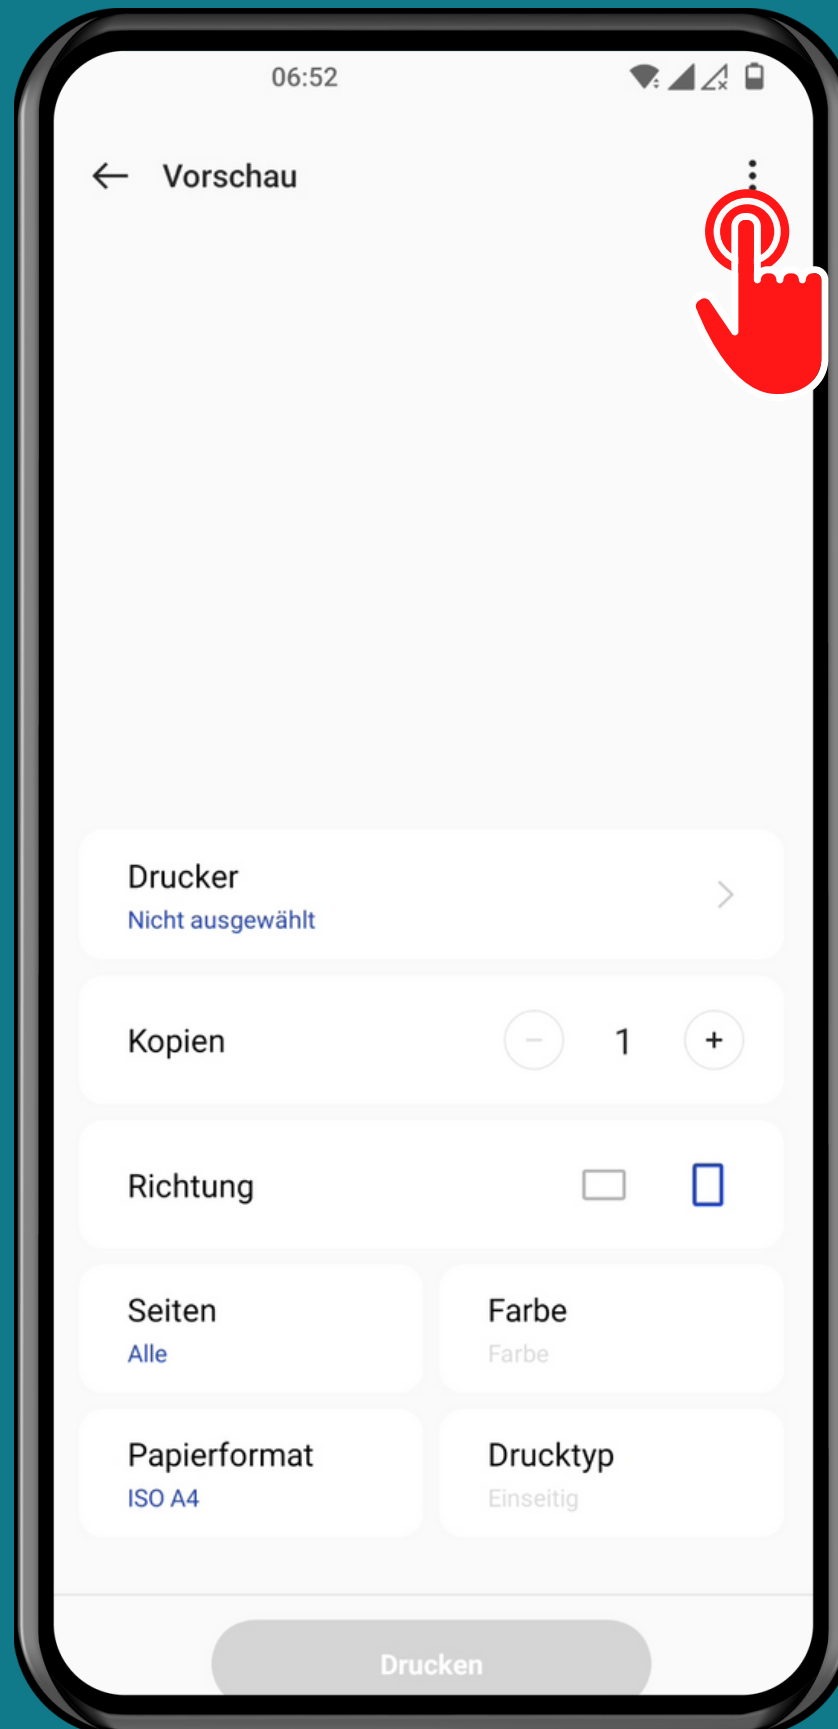 06:52
Vorschau
Drucker
Nicht ausgewählt
Kopien
1
Richtung
Seiten
Alle
Farbe
Farbe
Papierformat
ISO A4
Drucktyp
Einseitig
Drucken